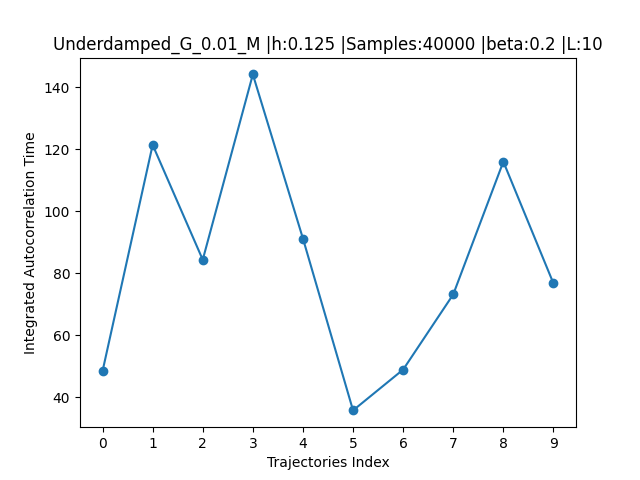 Underdamped_G_0.01_M |h:0.125 |Samples:40000 |beta:0.2 |L:10
Integrated Autocorrelation Time
140
120
100
80
60
40
0 1 2 3 4 5 6 7 8 9
Trajectories Index